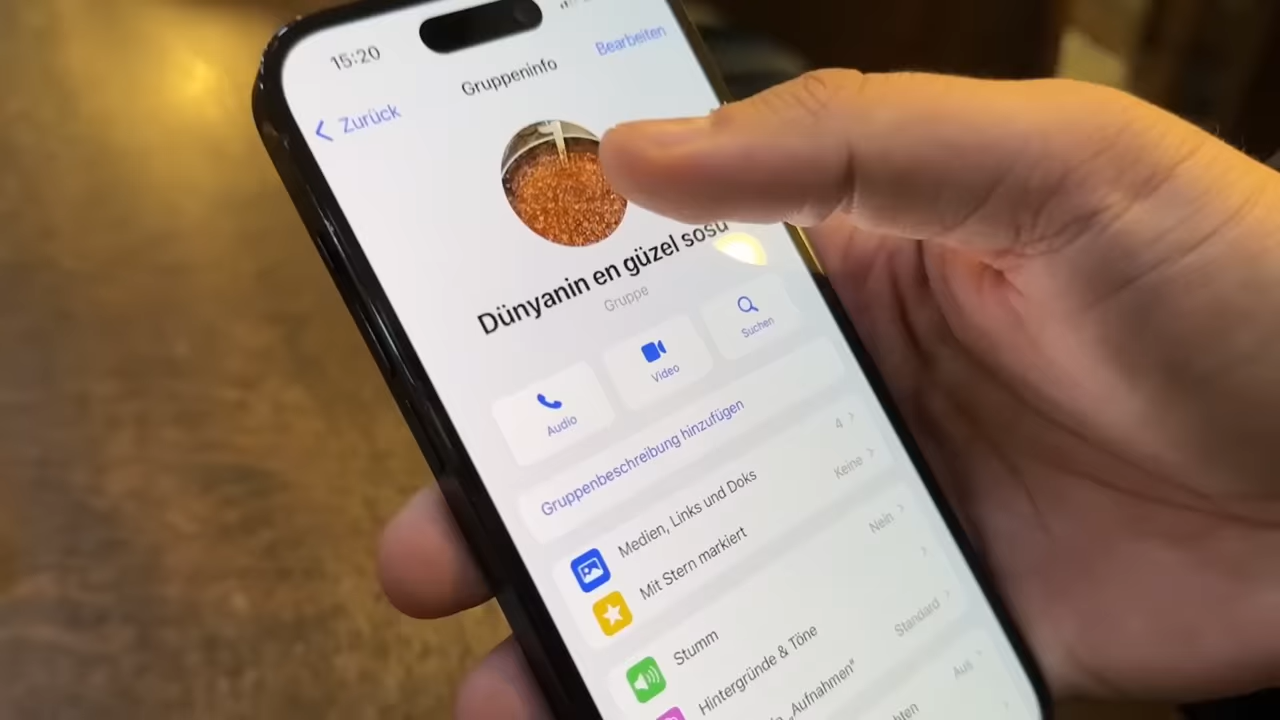 15:20
Gruppeninfo
Bearbeiten
Zurück
Dünyanin en güzel sosu
Gruppe
Audio
Video
Suchen
Gruppenbeschreibung hinzufügen
Medien, Links und Doks 4
Mit Stern markiert Keine
Stumm Nein
Hintergründe & Töne
„Aufnahmen" Standard
Aus